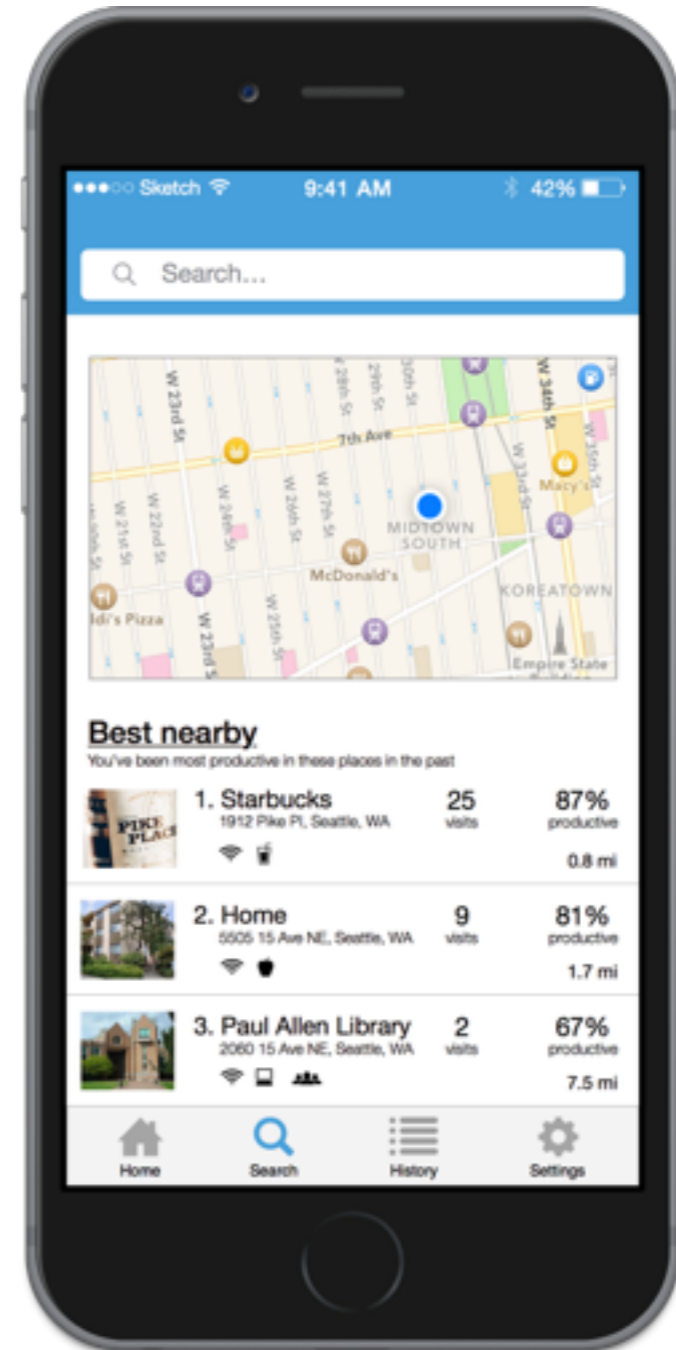 Sketch 9:41 AM 42%
Search...
W 23rd St
W 28th St
29th St
30th St
W 34th St
7th Ave
W 21st St
W 22nd St
W 24th St
W 26th St
W 27th St
W 33rd St
W 35th St
Macy's
MIDTOWN
SOUTH
McDonald's
KOREATOWN
ldi's Pizza
W 23rd S
W 25th St
Empire State
Best nearby
You've been most productive in these places in the past
PIKE
PLAC
1. Starbucks 25 87%
1912 Pike Pl, Seattle, WA visits productive
0.8 mi
2. Home 9 81%
5505 15 Ave NE, Seattle, WA visits productive
1.7 mi
3. Paul Allen Library 2 67%
2060 15 Ave NE, Seattle, WA visits productive
7.5 mi
Home Search History Settings